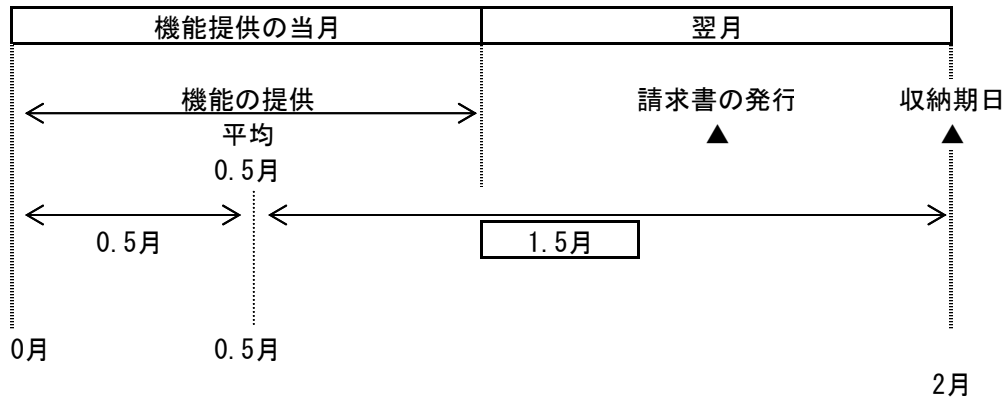 機能提供の当月 翌月
機能の提供 請求書の発行 収納期日
平均 ▲ ▲
0.5月
0.5月 1.5月
0月 0.5月
2月